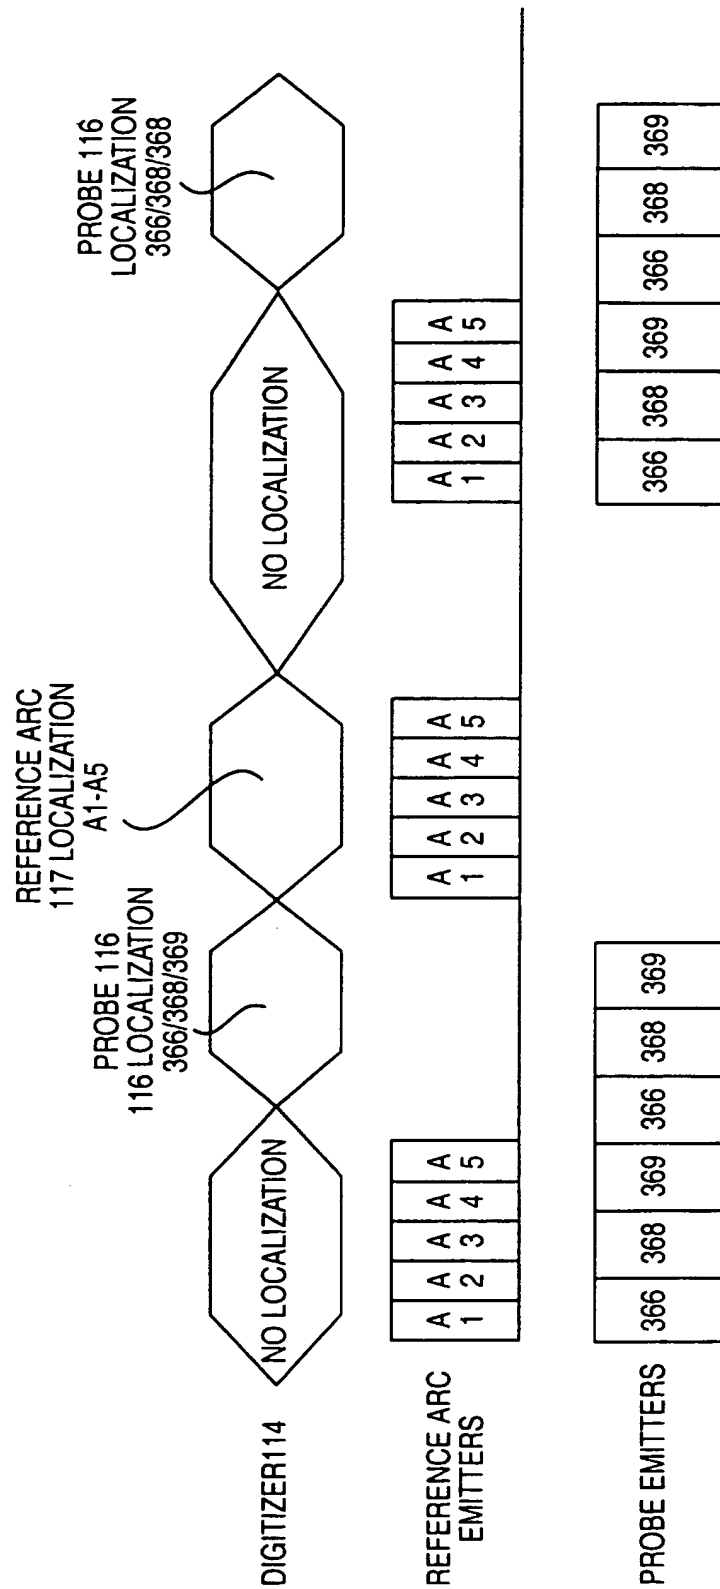 DIGITIZER114
NO LOCALIZATION
PROBE 116
116 LOCALIZATION
366/368/369
REFERENCE ARC
117 LOCALIZATION
A1-A5
NO LOCALIZATION
PROBE 116
LOCALIZATION
366/368/368
REFERENCE ARC
EMITTERS
A A A A A
1 2 3 4 5
A A A A A
1 2 3 4 5
A A A A A
1 2 3 4 5
PROBE EMITTERS
366 368 369 366 368 369
366 368 369 366 368 369